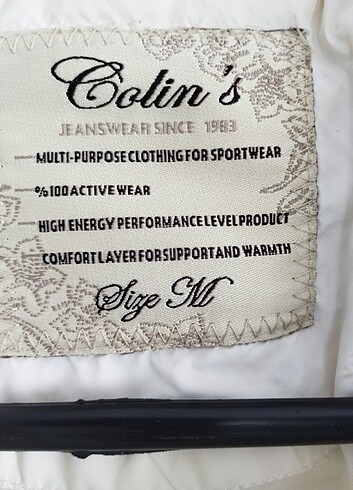 Colin's
JEANSWEAR SINCE 1983
MULTI-PURPOSE CLOTHING FOR SPORTWEAR
%100 ACTIVE WEAR
HIGH ENERGY PERFORMANCE LEVEL PRODUCT
COMFORT LAYER FOR SUPPORT AND WARMTH
Size M